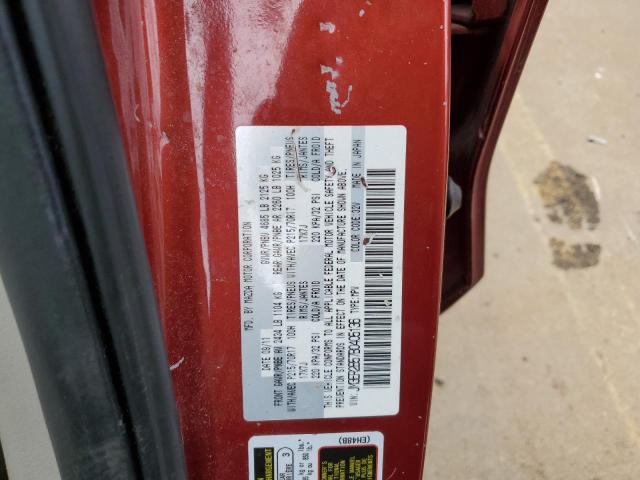 MFD. BY MAZDA MOTOR CORPORATION
DATE: 09/11 GVWR/PNBV 4685 LB 2125 KG
FRONT GAWR/PNBE AV 2434 LB 1104 KG REAR GAWR/PNBE AR 2260 LB 1025 KG
WITH/AVEC P215/70R17 100H TIRES/PNEUS WITH/AVEC P215/70R17 100H TIRES/PNEUS
17X7J RIMS/JANTES 17X7J RIMS/JANTES
220 KPA/32 PSI COLD/A FROID 220 KPA/32 PSI COLD/A FROID
THIS VEHICLE CONFORMS TO ALL APPLICABLE FEDERAL MOTOR VEHICLE SAFETY AND THEFT
PREVENTION STANDARDS IN EFFECT ON THE DATE OF MANUFACTURE SHOWN ABOVE.
VIN: TYPE: MPV COLOR CODE: 32V MADE IN JAPAN
(EH48B)
3